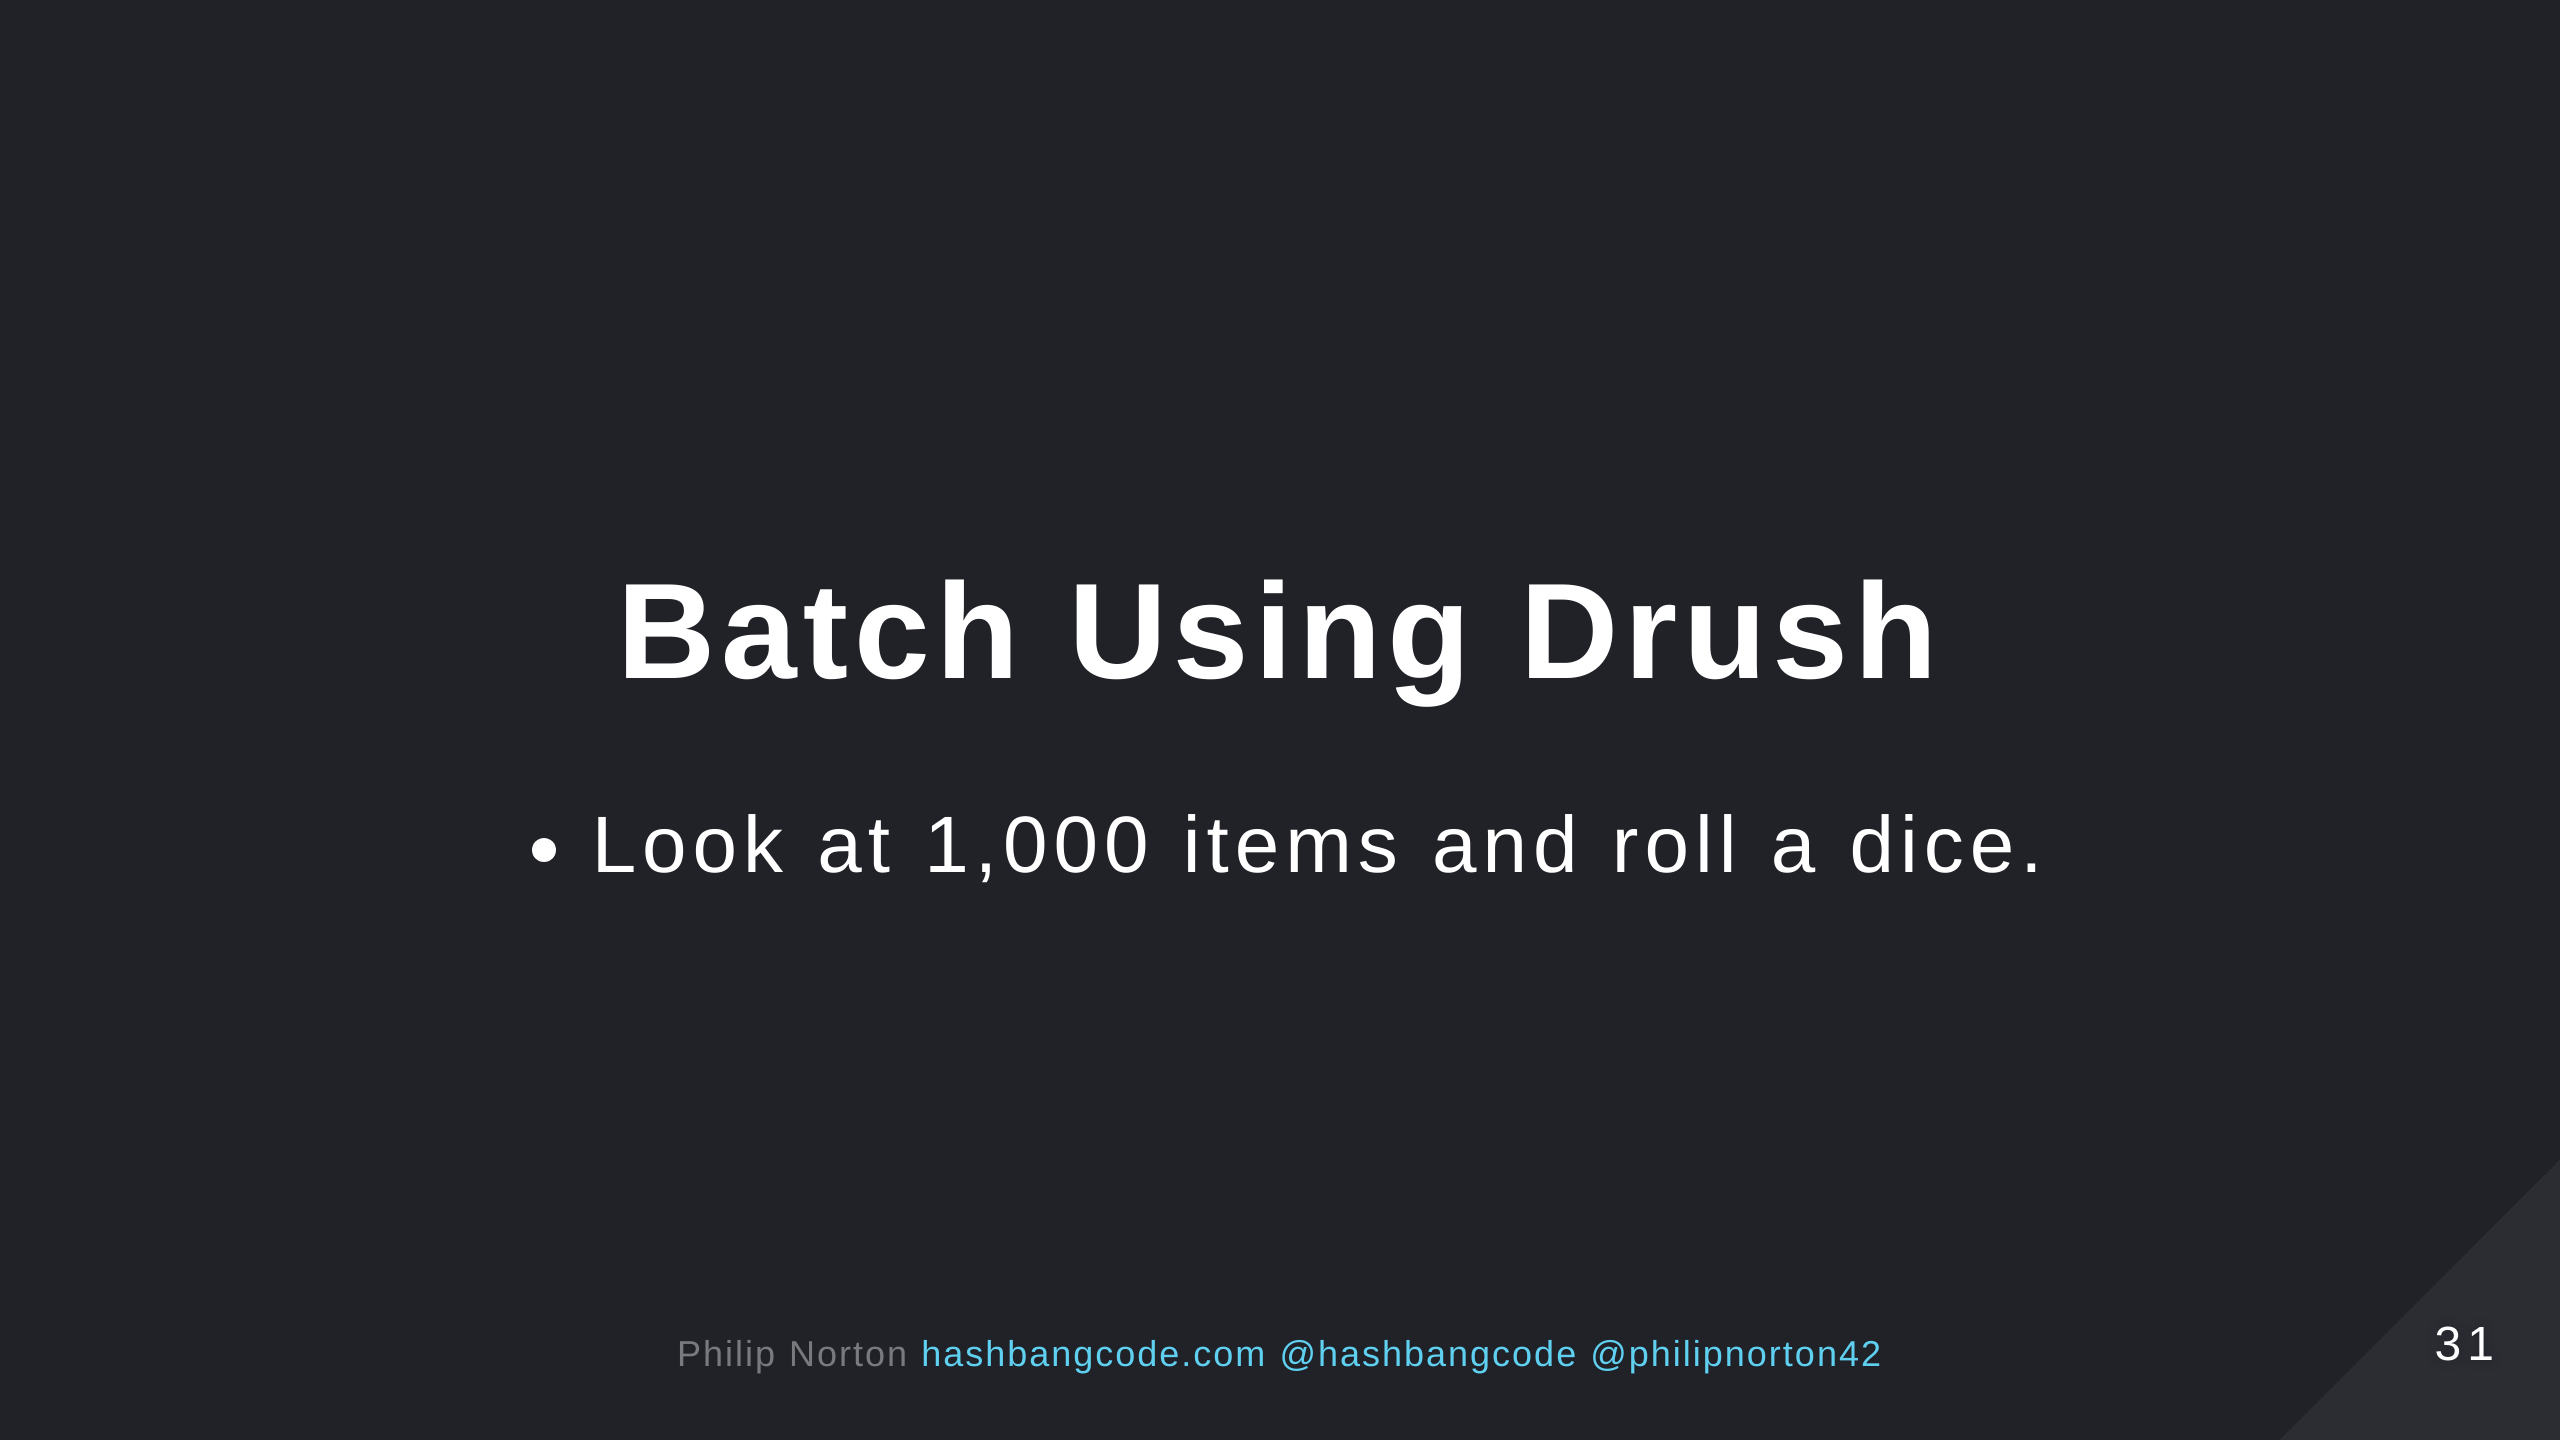 Batch Using Drush
• Look at 1,000 items and roll a dice.
Philip Norton hashbangcode.com @hashbangcode @philipnorton42
31